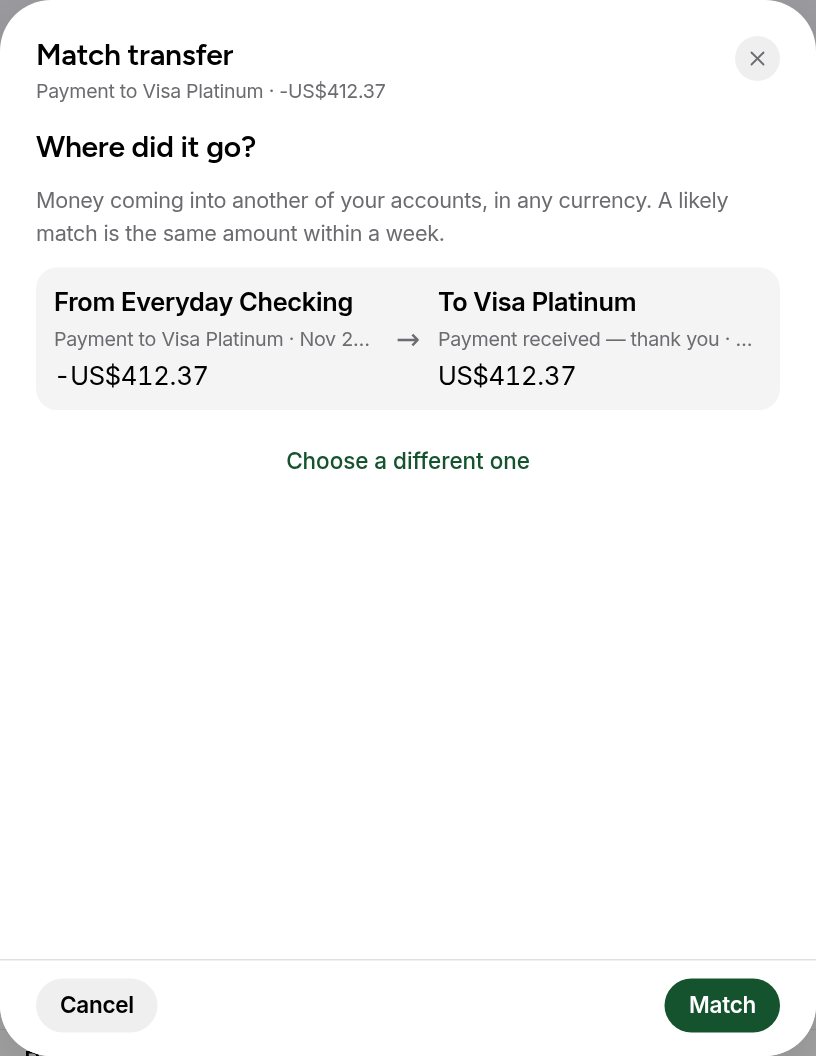 Match transfer
Payment to Visa Platinum · -US$412.37
Where did it go?
Money coming into another of your accounts, in any currency. A likely
match is the same amount within a week.
From Everyday Checking
Payment to Visa Platinum · Nov 2...
-US$412.37
→
To Visa Platinum
Payment received — thank you · ...
US$412.37
Choose a different one
Cancel
Match